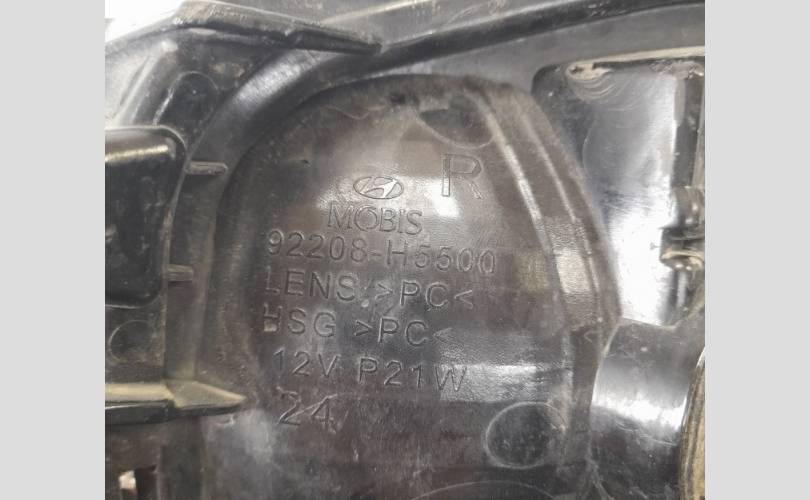 R
MOBIS
92208-H5500
LENS >PC<
HSG >PC<
12V P21W
24